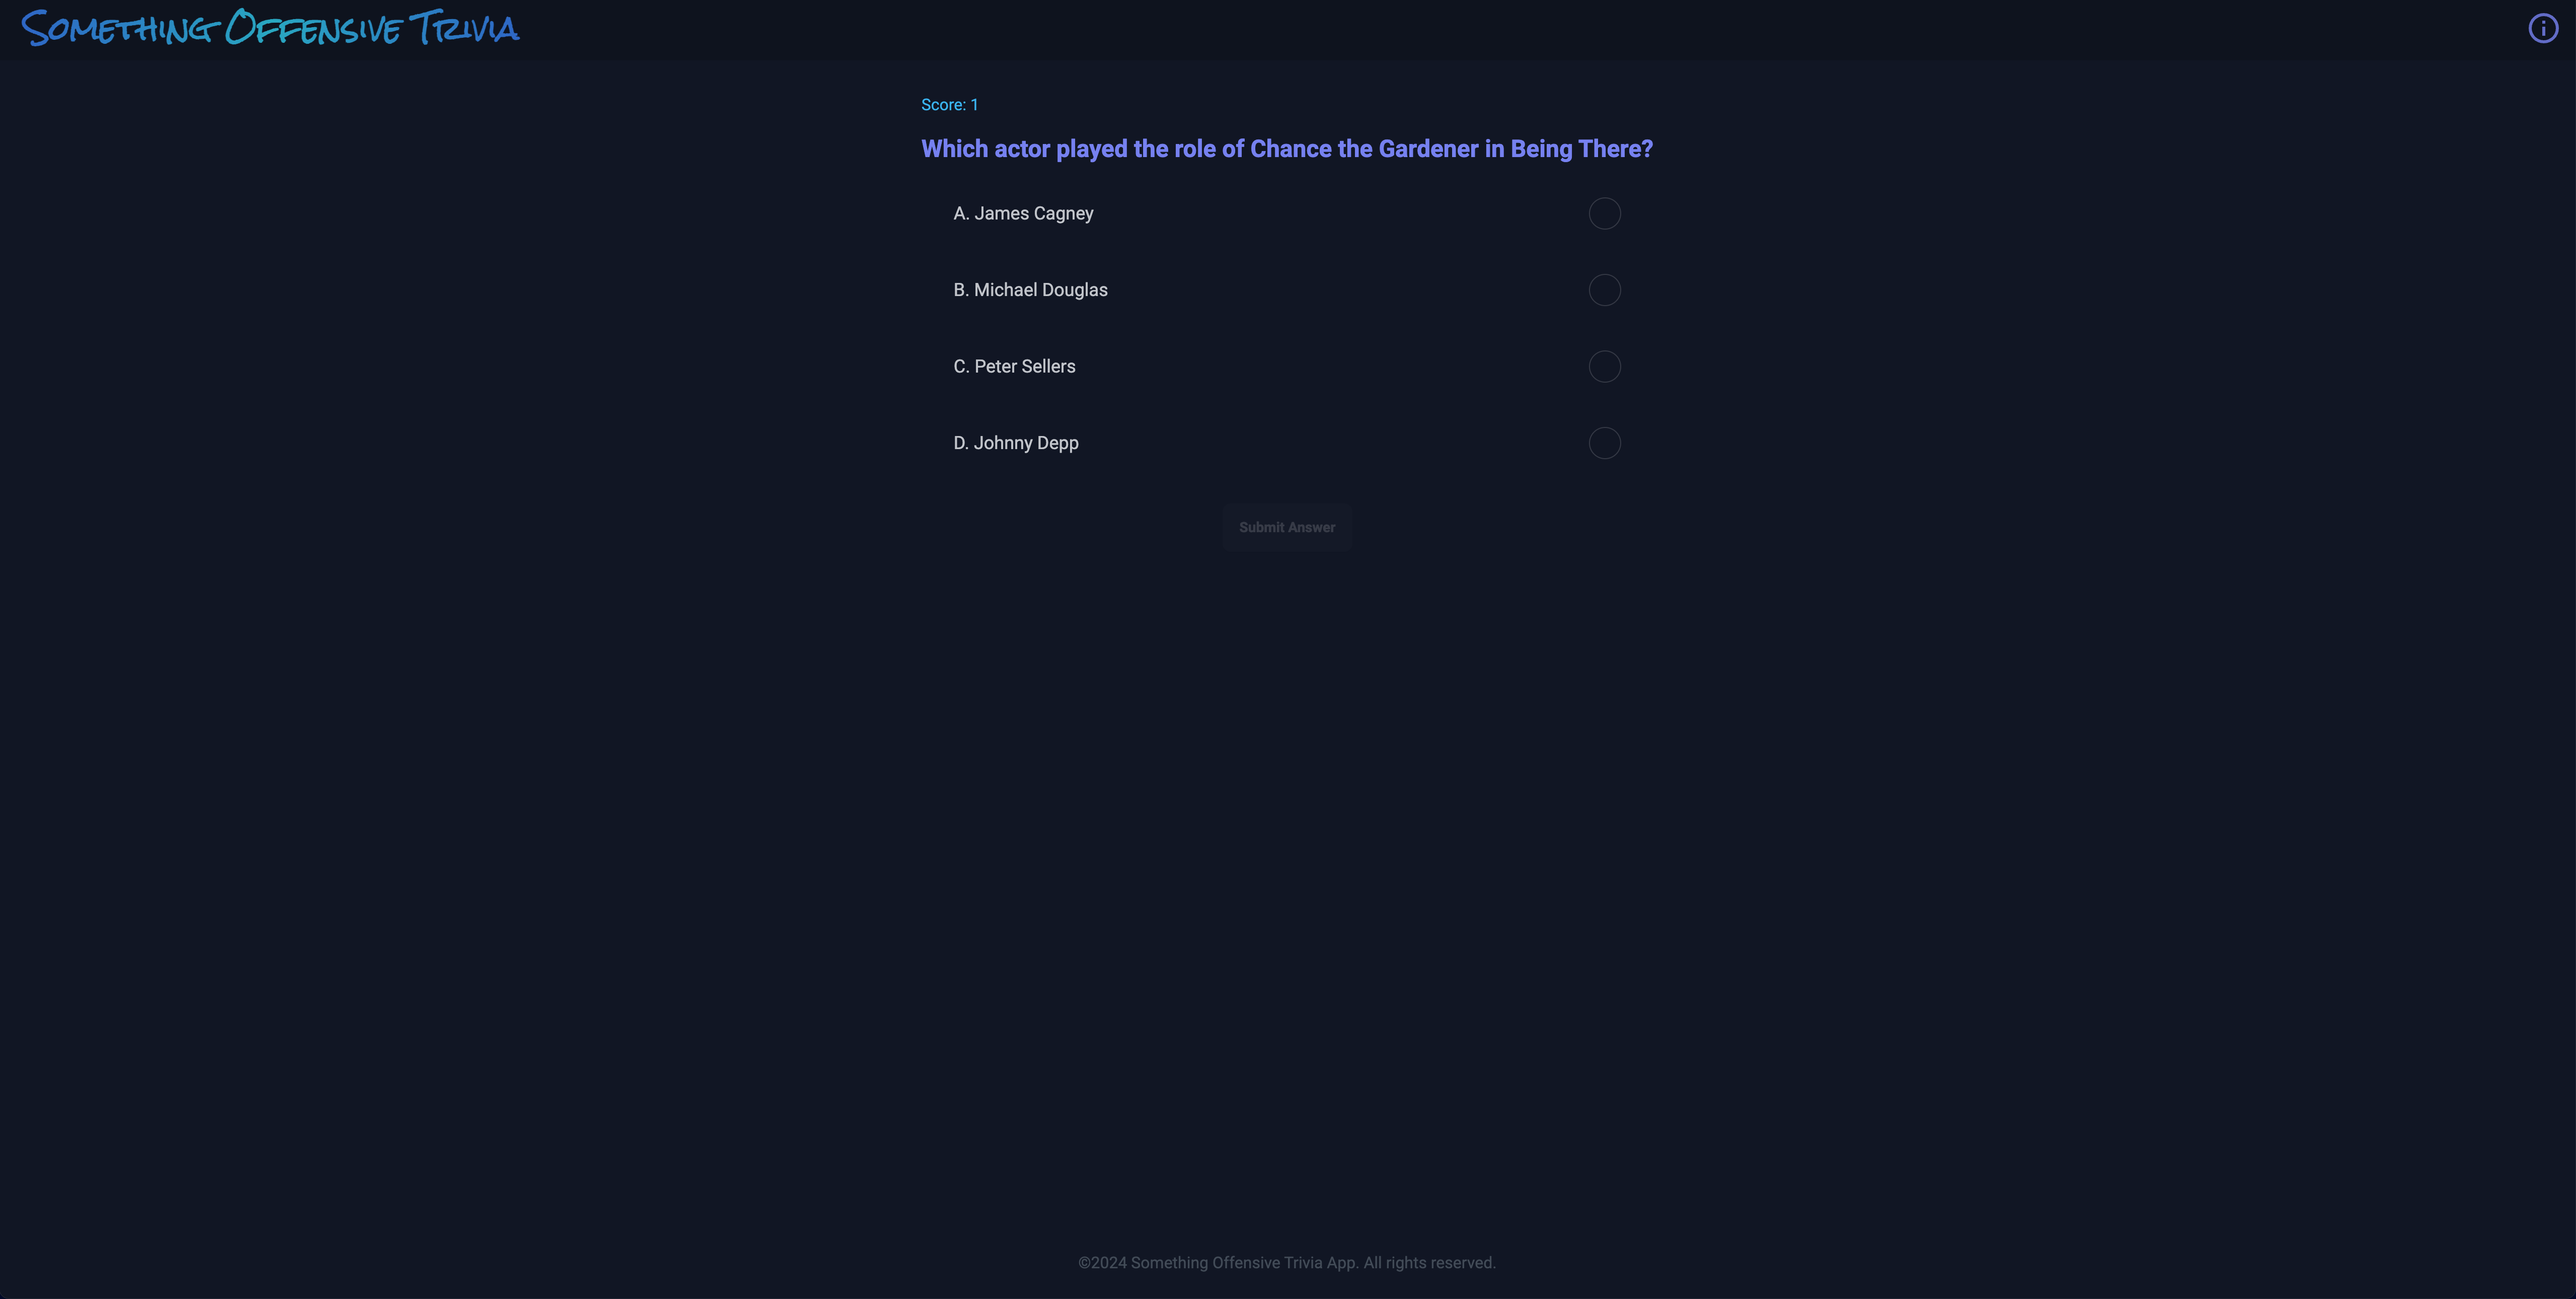 Something Offensive Trivia
Score: 1
Which actor played the role of Chance the Gardener in Being There?
A. James Cagney
B. Michael Douglas
C. Peter Sellers
D. Johnny Depp
Submit Answer
©2024 Something Offensive Trivia App. All rights reserved.